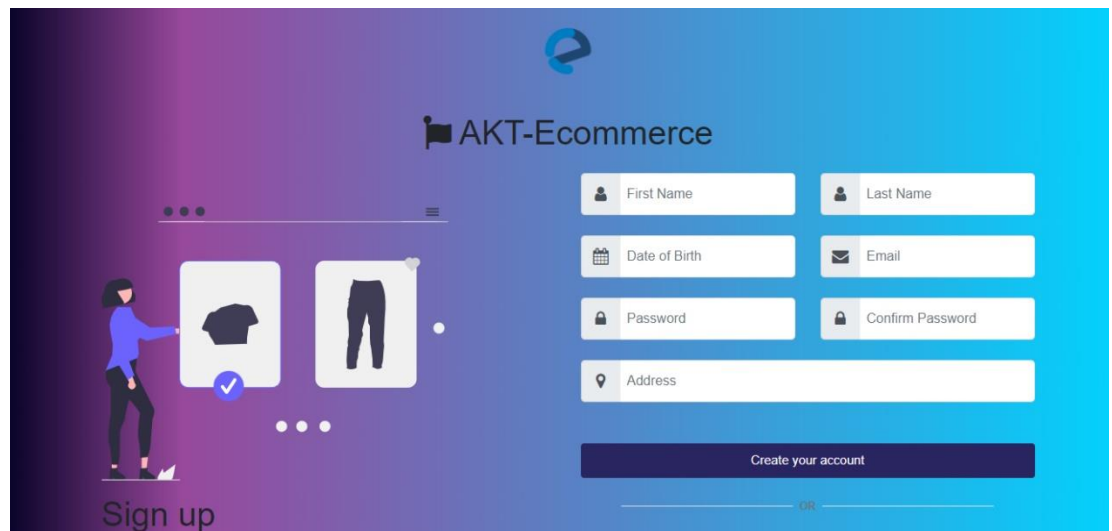 AKT-Ecommerce
First Name
Last Name
Date of Birth
Email
Password
Confirm Password
Address
Create your account
OR
Sign up